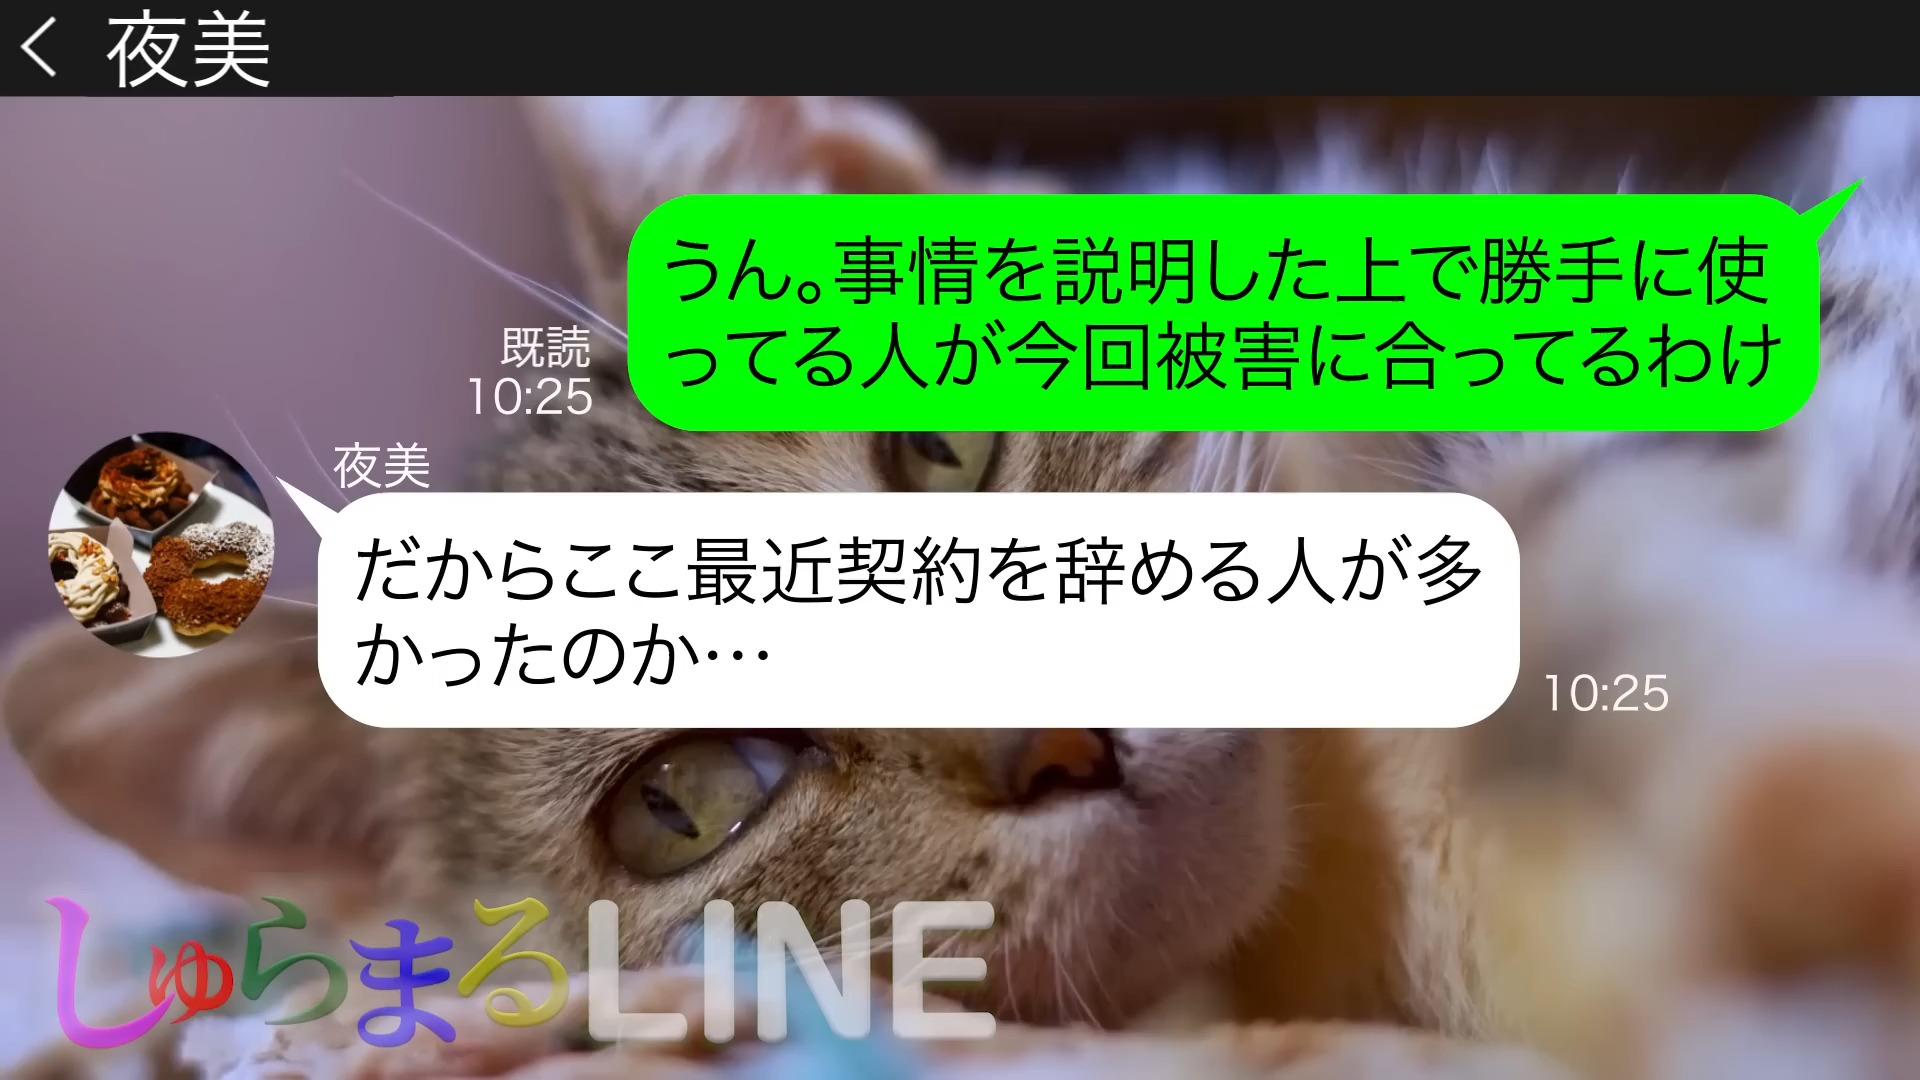 夜美
うん。事情を説明した上で勝手に使
ってる人が今回被害に合ってるわけ
既読
10:25
夜美
だからここ最近契約を辞める人が多
かったのか…
10:25
しゅらまるLINE